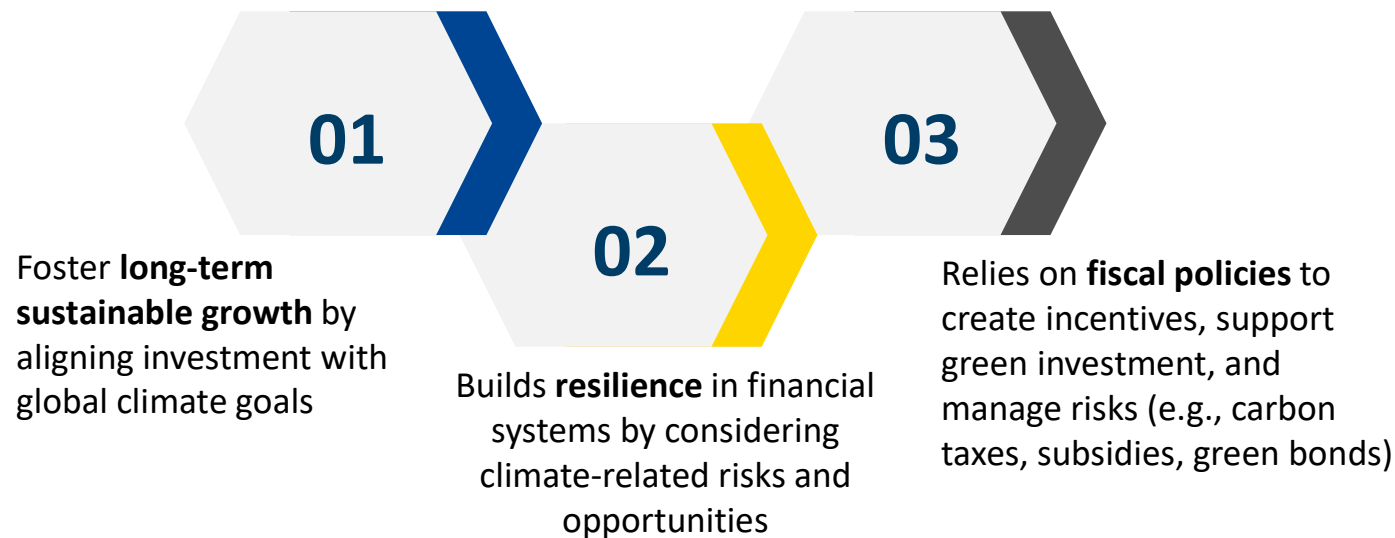 01
Foster long-term
sustainable growth by
aligning investment with
global climate goals
02
Builds resilience in financial
systems by considering
climate-related risks and
opportunities
03
Relies on fiscal policies to
create incentives, support
green investment, and
manage risks (e.g., carbon
taxes, subsidies, green bonds)